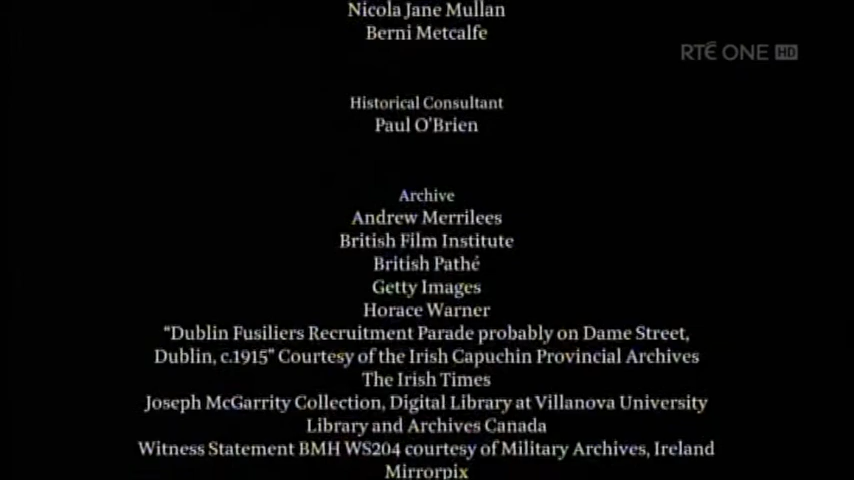 Nicola Jane Mullan
Berni Metcalfe
RTÉ ONE HD
Historical Consultant
Paul O'Brien
Archive
Andrew Merrilees
British Film Institute
British Pathé
Getty Images
Horace Warner
“Dublin Fusiliers Recruitment Parade probably on Dame Street,
Dublin, c.1915” Courtesy of the Irish Capuchin Provincial Archives
The Irish Times
Joseph McGarrity Collection, Digital Library at Villanova University
Library and Archives Canada
Witness Statement BMH WS204 courtesy of Military Archives, Ireland
Mirrorpix